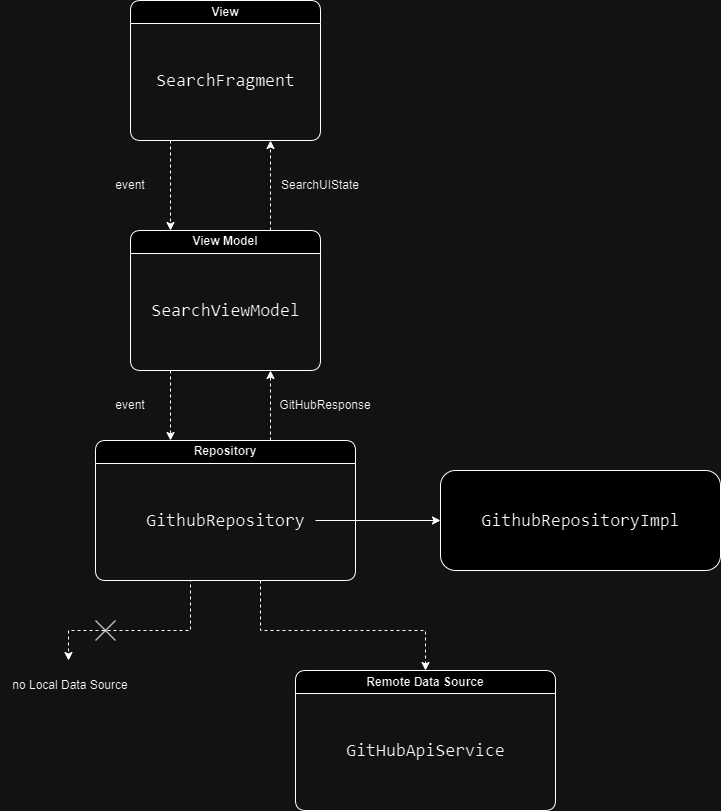 View
SearchFragment
event
SearchUIState
View Model
SearchViewModel
event
GitHubResponse
Repository
GithubRepository
GithubRepositoryImpl
no Local Data Source
Remote Data Source
GitHubApiService